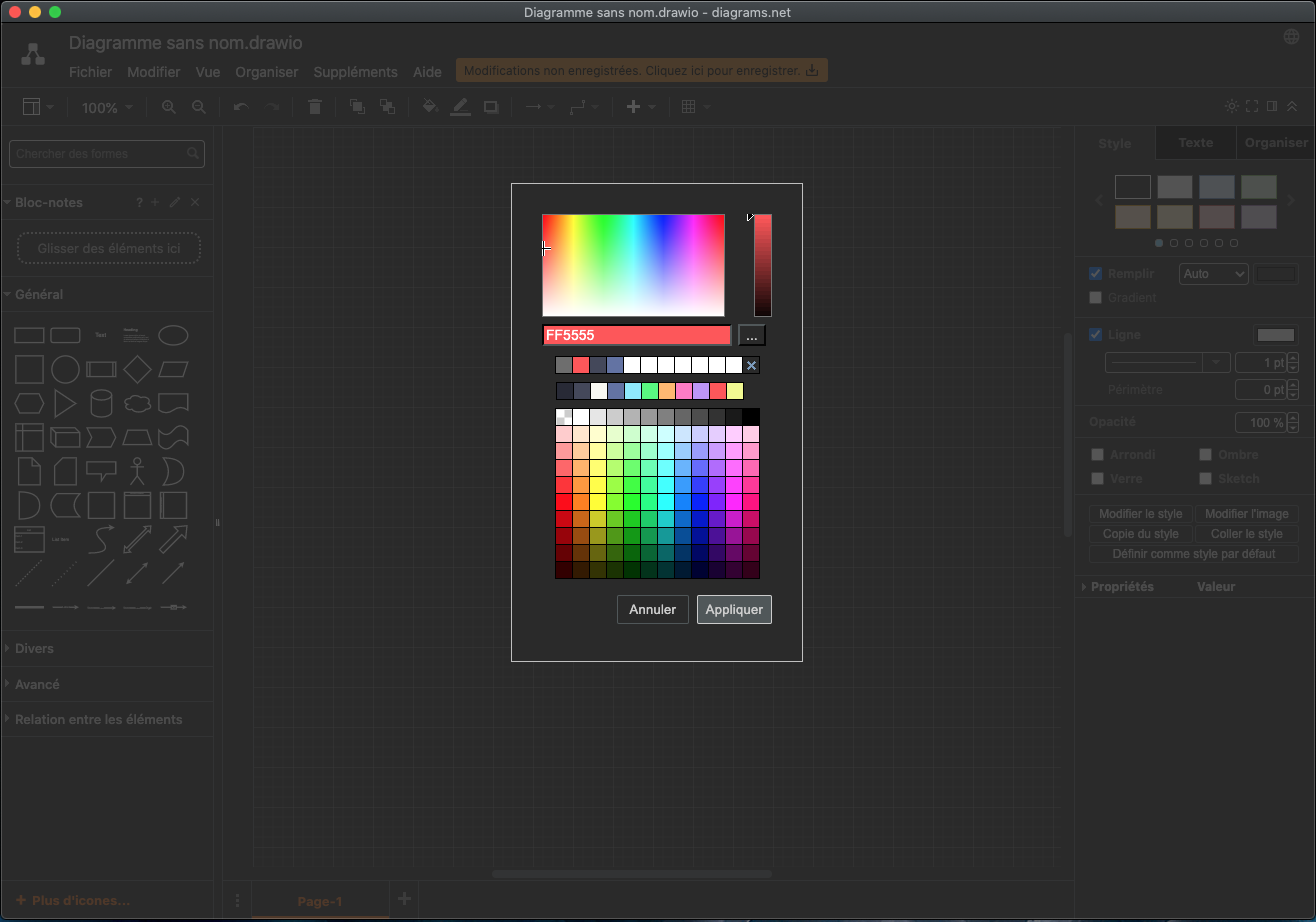 Diagramme sans nom.drawio - diagrams.net
Diagramme sans nom.drawio
Fichier Modifier Vue Organiser Suppléments Aide Modifications non enregistrées. Cliquez ici pour enregistrer.
100%
Chercher des formes
Bloc-notes ? +
Glisser des éléments ici
Général
Text
Heading
List Item
Divers
Avancé
Relation entre les éléments
+ Plus d'icones...
Page-1
FF5555
...
Annuler Appliquer
Style Texte Organiser
Remplir Auto
Gradient
Ligne
1 pt
Périmètre 0 pt
Opacité 100 %
Arrondi Ombre
Verre Sketch
Modifier le style Modifier l'image
Copie du style Coller le style
Définir comme style par défaut
Propriétés Valeur